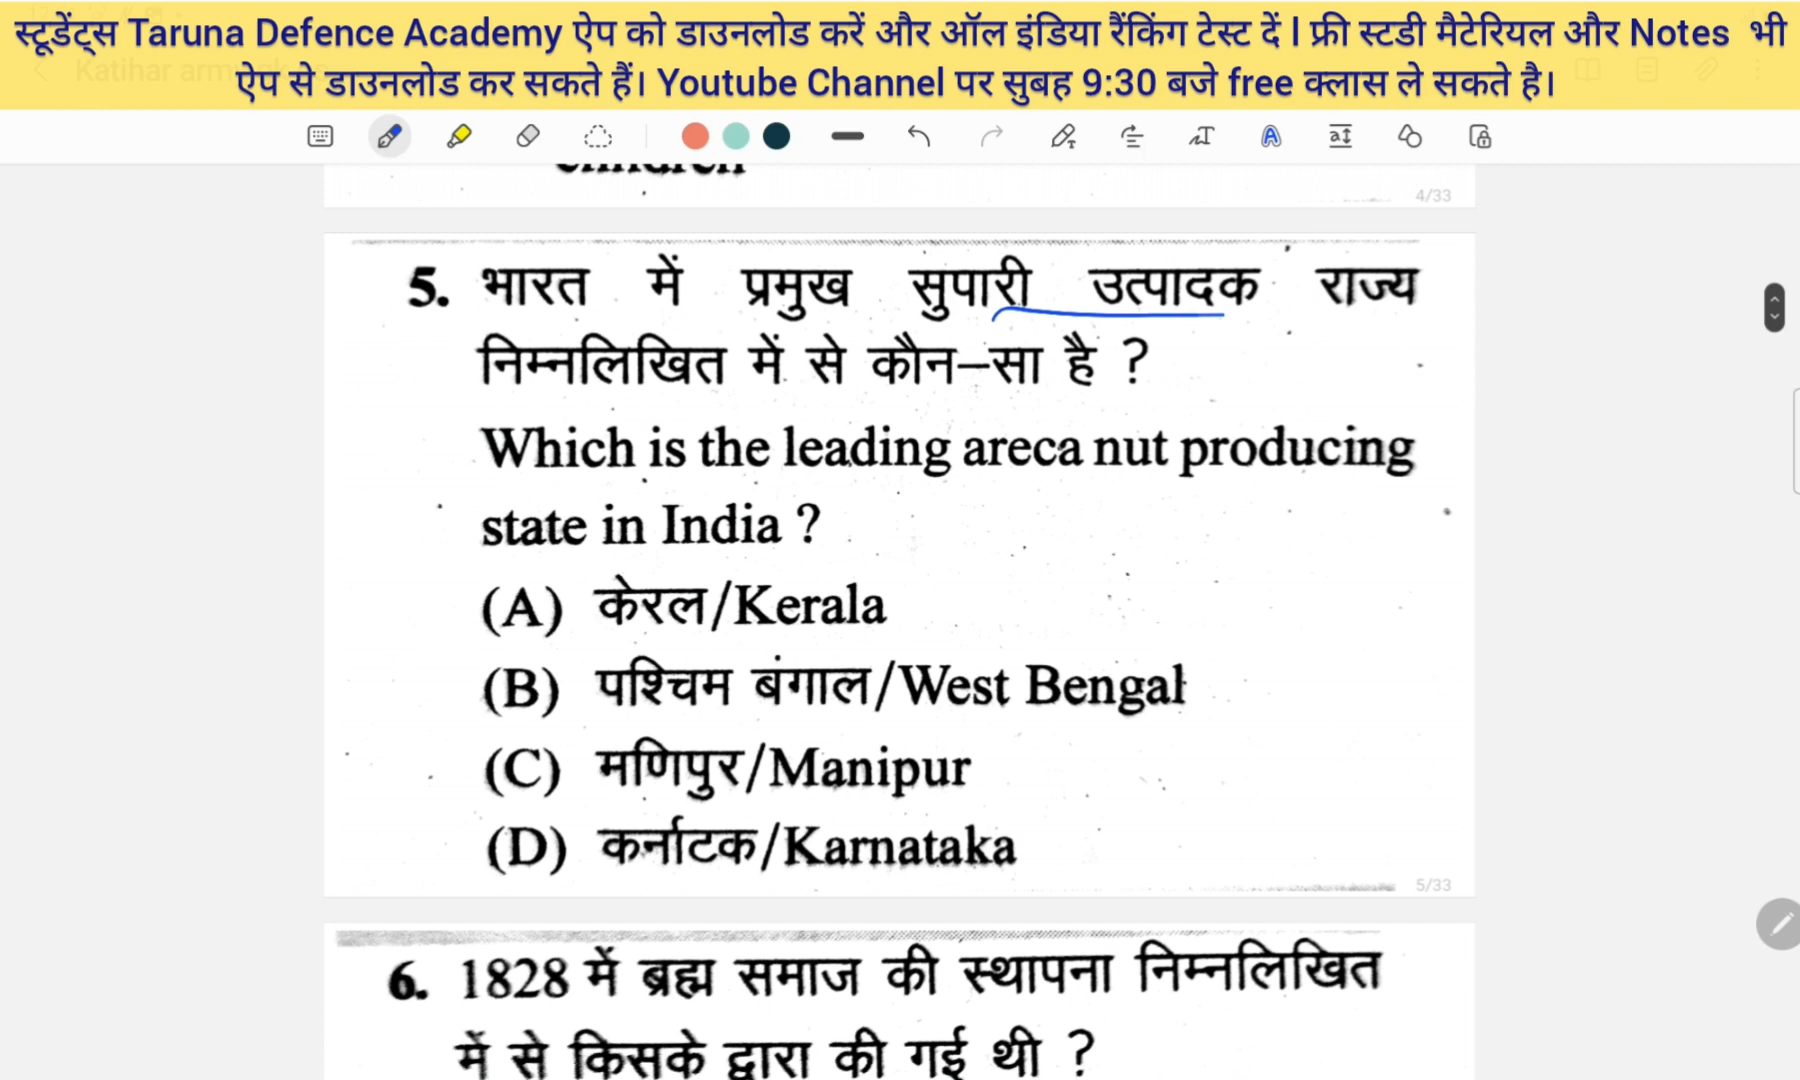 स्टूडेंट्स Taruna Defence Academy ऐप को डाउनलोड करें और ऑल इंडिया रैंकिंग टेस्ट दें l फ्री स्टडी मैटेरियल और Notes भी
ऐप से डाउनलोड कर सकते हैं। Youtube Channel पर सुबह 9:30 बजे free क्लास ले सकते है।
children
4/33
5. भारत में प्रमुख सुपारी उत्पादक राज्य
निम्नलिखित में से कौन–सा है ?
Which is the leading areca nut producing
state in India ?
(A) केरल/Kerala
(B) पश्चिम बंगाल/West Bengal
(C) मणिपुर/Manipur
(D) कर्नाटक/Karnataka
5/33
6. 1828 में ब्रह्म समाज की स्थापना निम्नलिखित
में से किसके द्वारा की गई थी ?